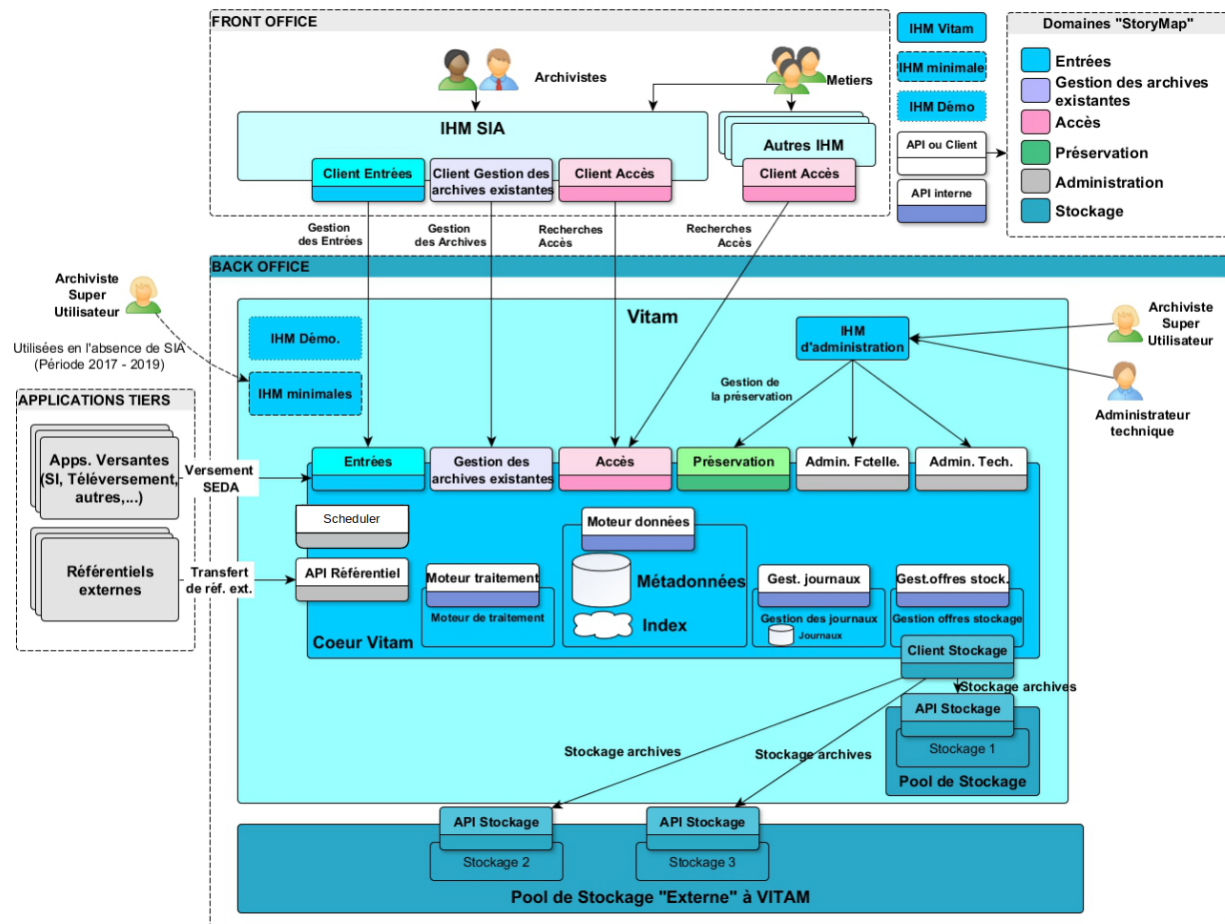 FRONT OFFICE
Archivistes
Metiers
IHM SIA
Autres IHM
Client Entrées
Client Gestion des
archives existantes
Client Accès
Client Accès
IHM Vitam
IHM minimale
IHM Démo
API ou Client
API interne
Domaines "StoryMap"
Entrées
Gestion des archives
existantes
Accès
Préservation
Administration
Stockage
Gestion
des Entrées
Gestion
des Archives
Recherches
Accès
Recherches
Accès
BACK OFFICE
Archiviste
Super
Utilisateur
Utilisées en l'absence de SIA
(Période 2017 - 2019)
Vitam
IHM Dèmo.
IHM minimales
IHM
d'administration
Archiviste
Super
Utilisateur
Administrateur
technique
Gestion de
la préservation
APPLICATIONS TIERS
Apps. Versantes
(SI, Téléversement,
autres,...)
Versement
SEDA
Référentiels
externes
Transfert
de réf. ext.
Entrées
Gestion des
archives existantes
Accès
Préservation
Admin. Fctelle.
Admin. Tech.
Scheduler
API Référentiel
Moteur traitement
Moteur de traitement
Moteur données
Métadonnées
Index
Gest. journaux
Gestion des journaux
Journaux
Gest.offres stock.
Gestion offres stockage
Coeur Vitam
Client Stockage
Stockage archives
API Stockage
Stockage 1
Pool de Stockage
Stockage archives
Stockage archives
API Stockage
Stockage 2
API Stockage
Stockage 3
Pool de Stockage "Externe" à VITAM